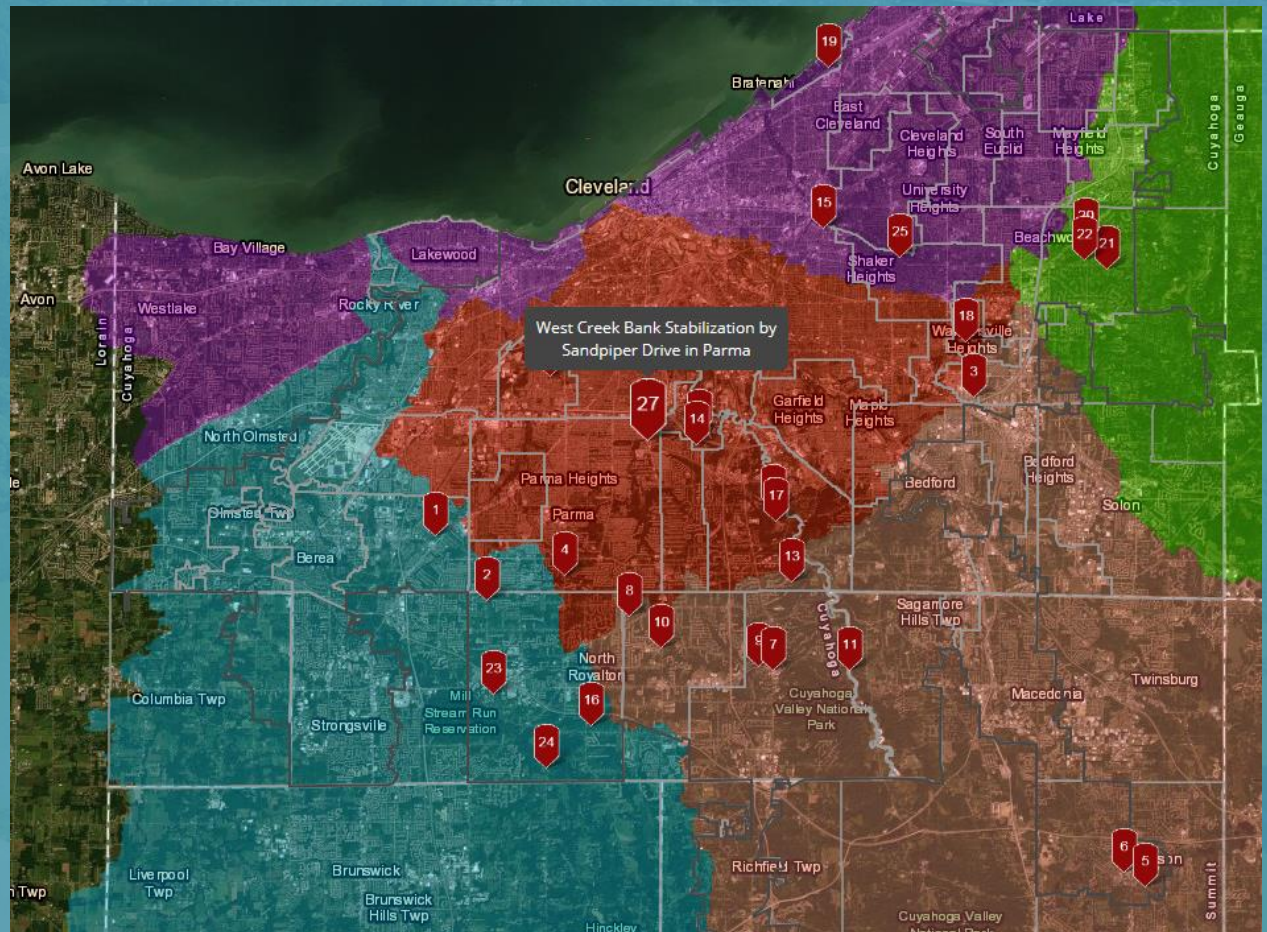 Lake
19
Bratenahl
East
Cleveland
Cleveland
Heights
South
Euclid
Mayfield
Heights
Cuyahoga
Geauga
Avon Lake
Cleveland
University
Heights
15
25
20
22
21
Beachwo
Bay Village
Lakewood
Shaker
Heights
Avon
Westlake
Rocky River
Lorain
Cuyahoga
West Creek Bank Stabilization by
Sandpiper Drive in Parma
18
Heights
3
27
14
Garfield
Heights
Maple
Heights
North Olmsted
Parma Heights
Bedford
Bedford
Heights
17
Solon
1
Olmsted Twp
Parma
Berea
4
13
2
8
Sagamore
Hills Twp
10
9
7
11
Cuyahoga
North
Royalton
23
Columbia Twp
Mill
Stream Run
Reservation
16
Cuyahoga
Valley National
Park
Macedonia
Twinsburg
Strongsville
24
Liverpool
Twp
Brunswick
Richfield Twp
6
5
son
Summit
Twp
Brunswick
Hills Twp
Hinckley
Cuyahoga Valley
National Park